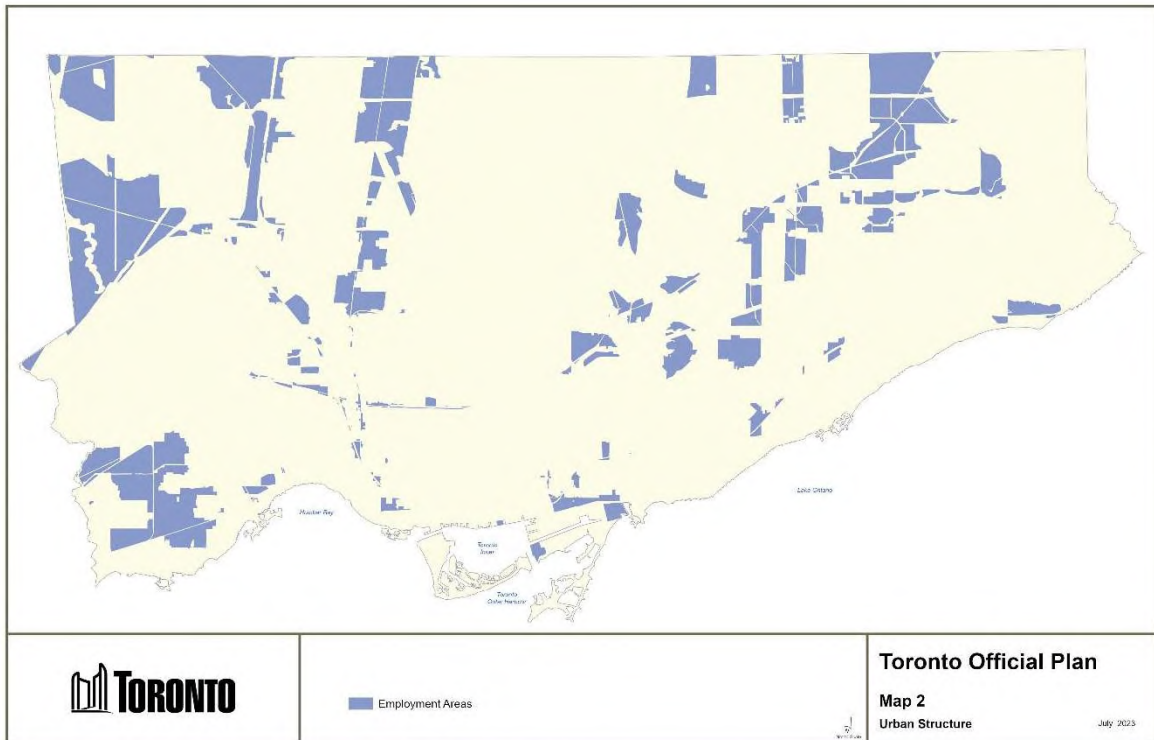 Lake Ontario
Humber Bay
Toronto
Inner
Toronto
Outer Harbour
TORONTO
Employment Areas
Toronto Official Plan
Map 2
Urban Structure
July 2023